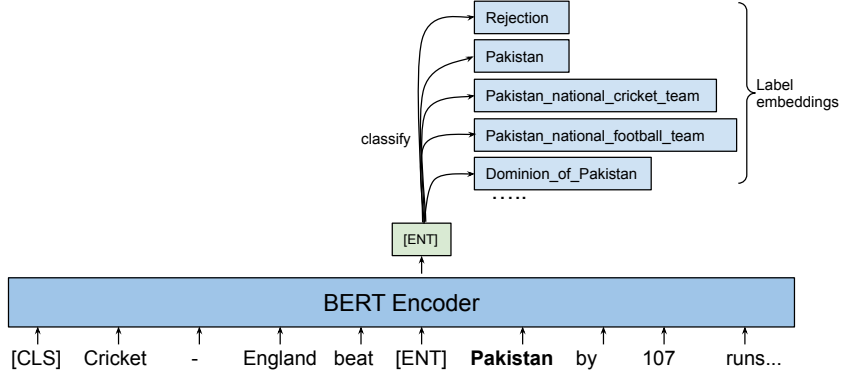 Rejection
Pakistan
Pakistan_national_cricket_team
Pakistan_national_football_team
Dominion_of_Pakistan
.....
Label
embeddings
classify
[ENT]
BERT Encoder
[CLS] Cricket - England beat [ENT] Pakistan by 107 runs...